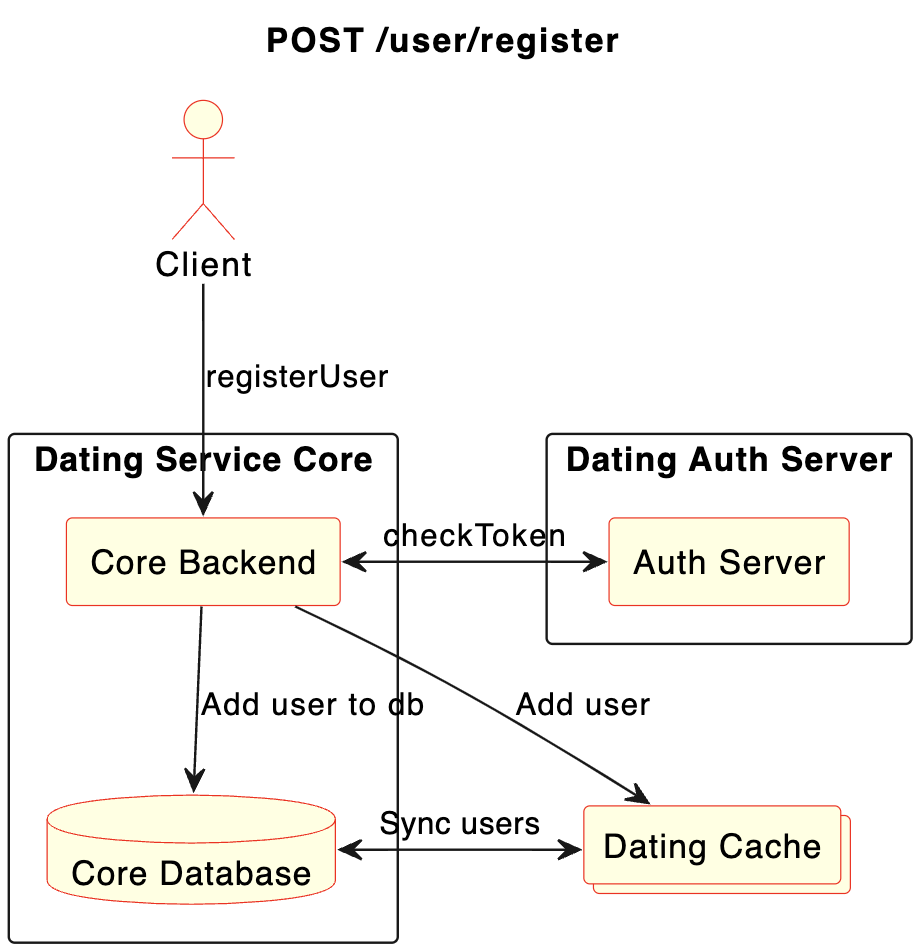 POST /user/register
Client
registerUser
Dating Service Core
Dating Auth Server
checkToken
Core Backend
Auth Server
Add user to db
Add user
Sync users
Core Database
Dating Cache